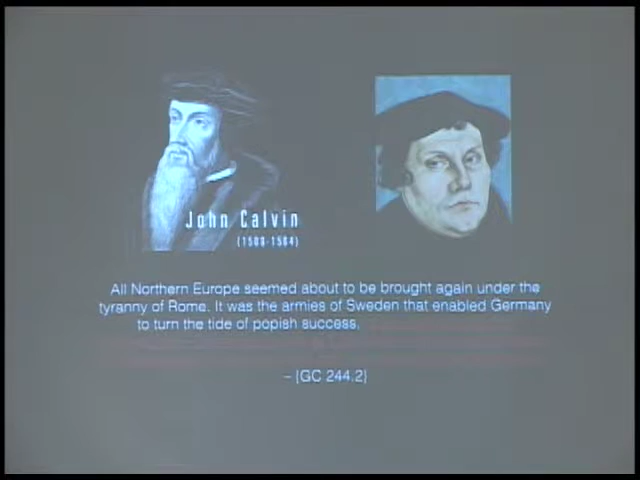 John Calvin
(1509-1564)
All Northern Europe seemed about to be brought again under the
tyranny of Rome. It was the armies of Sweden that enabled Germany
to turn the tide of popish success,
– {GC 244.2}